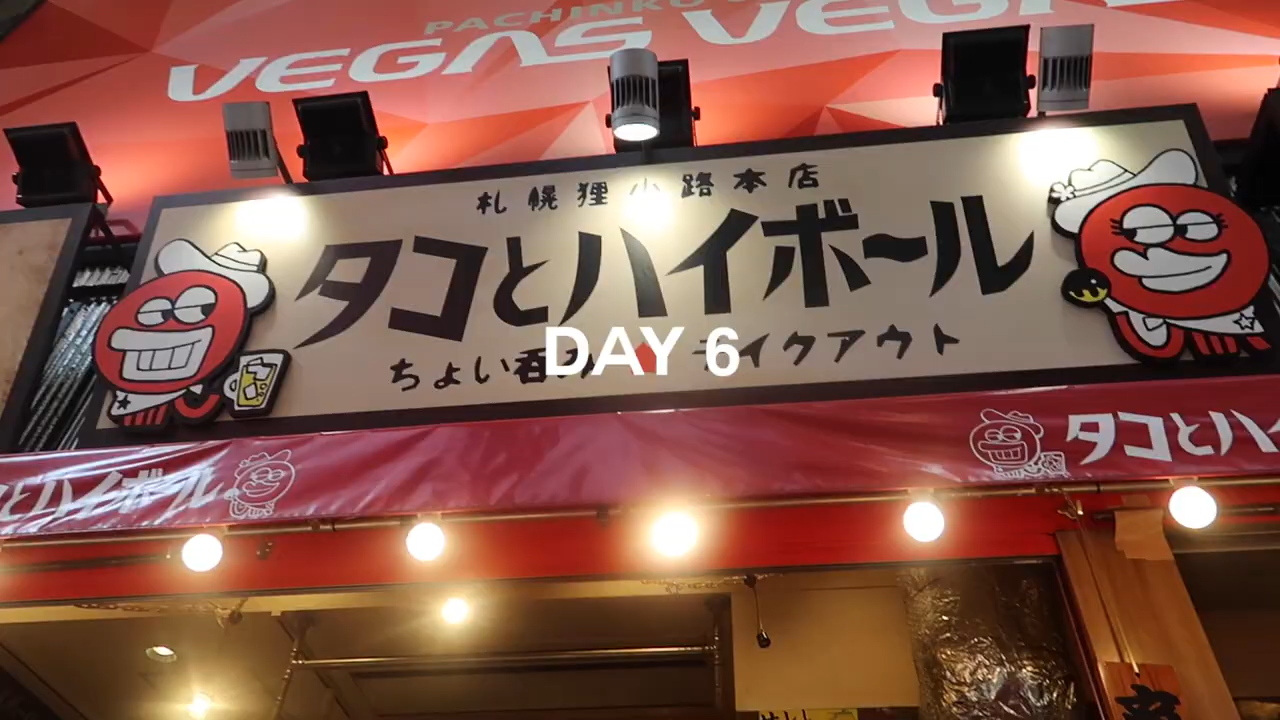 PACHINKO
VEGAS VEGAS
札幌狸小路本店
タコとハイボール
ちょい呑み テイクアウト
DAY 6
タコとハイ
コとハイボール